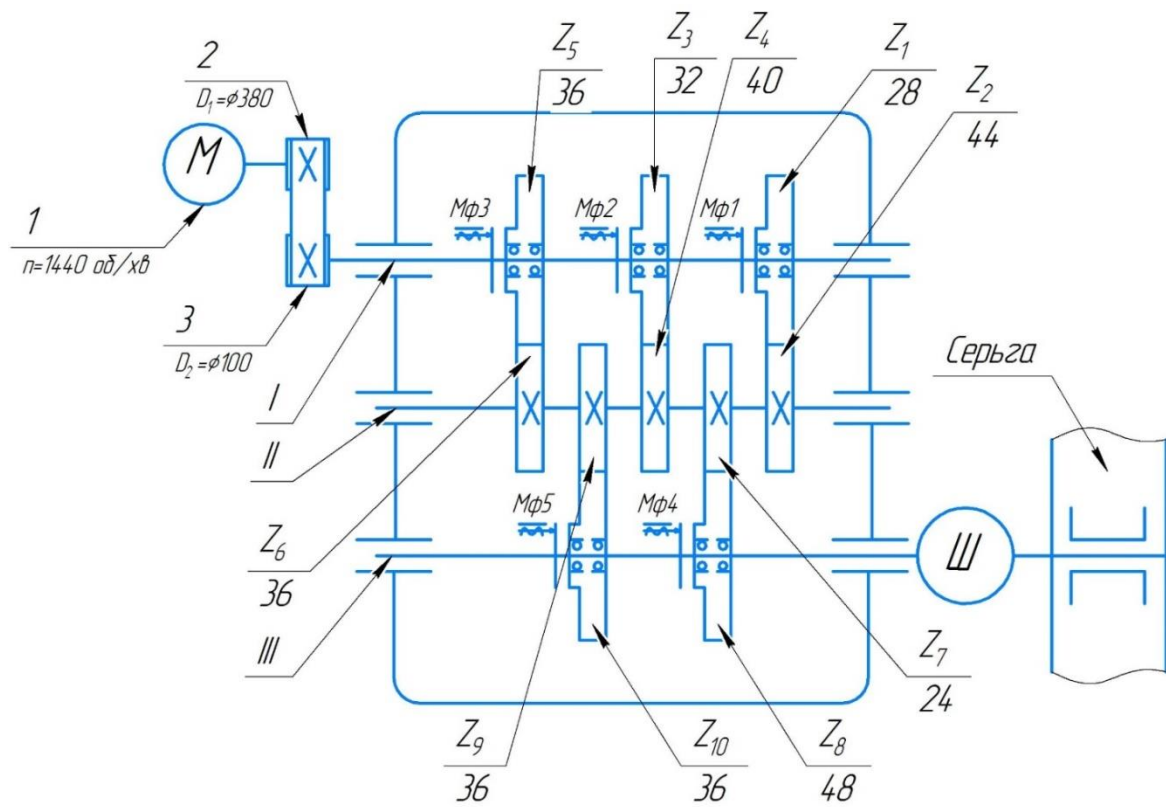 Z₅
36
Z₃
32
Z₄
40
Z₁
28
Z₂
44
2
D₁=φ380
М
1
n=1440 об/хв
Мф3
Мф2
Мф1
3
D₂=φ100
I
II
Серьга
Мф5
Мф4
Z₆
36
III
Ш
Z₇
24
Z₉
36
Z₁₀
36
Z₈
48